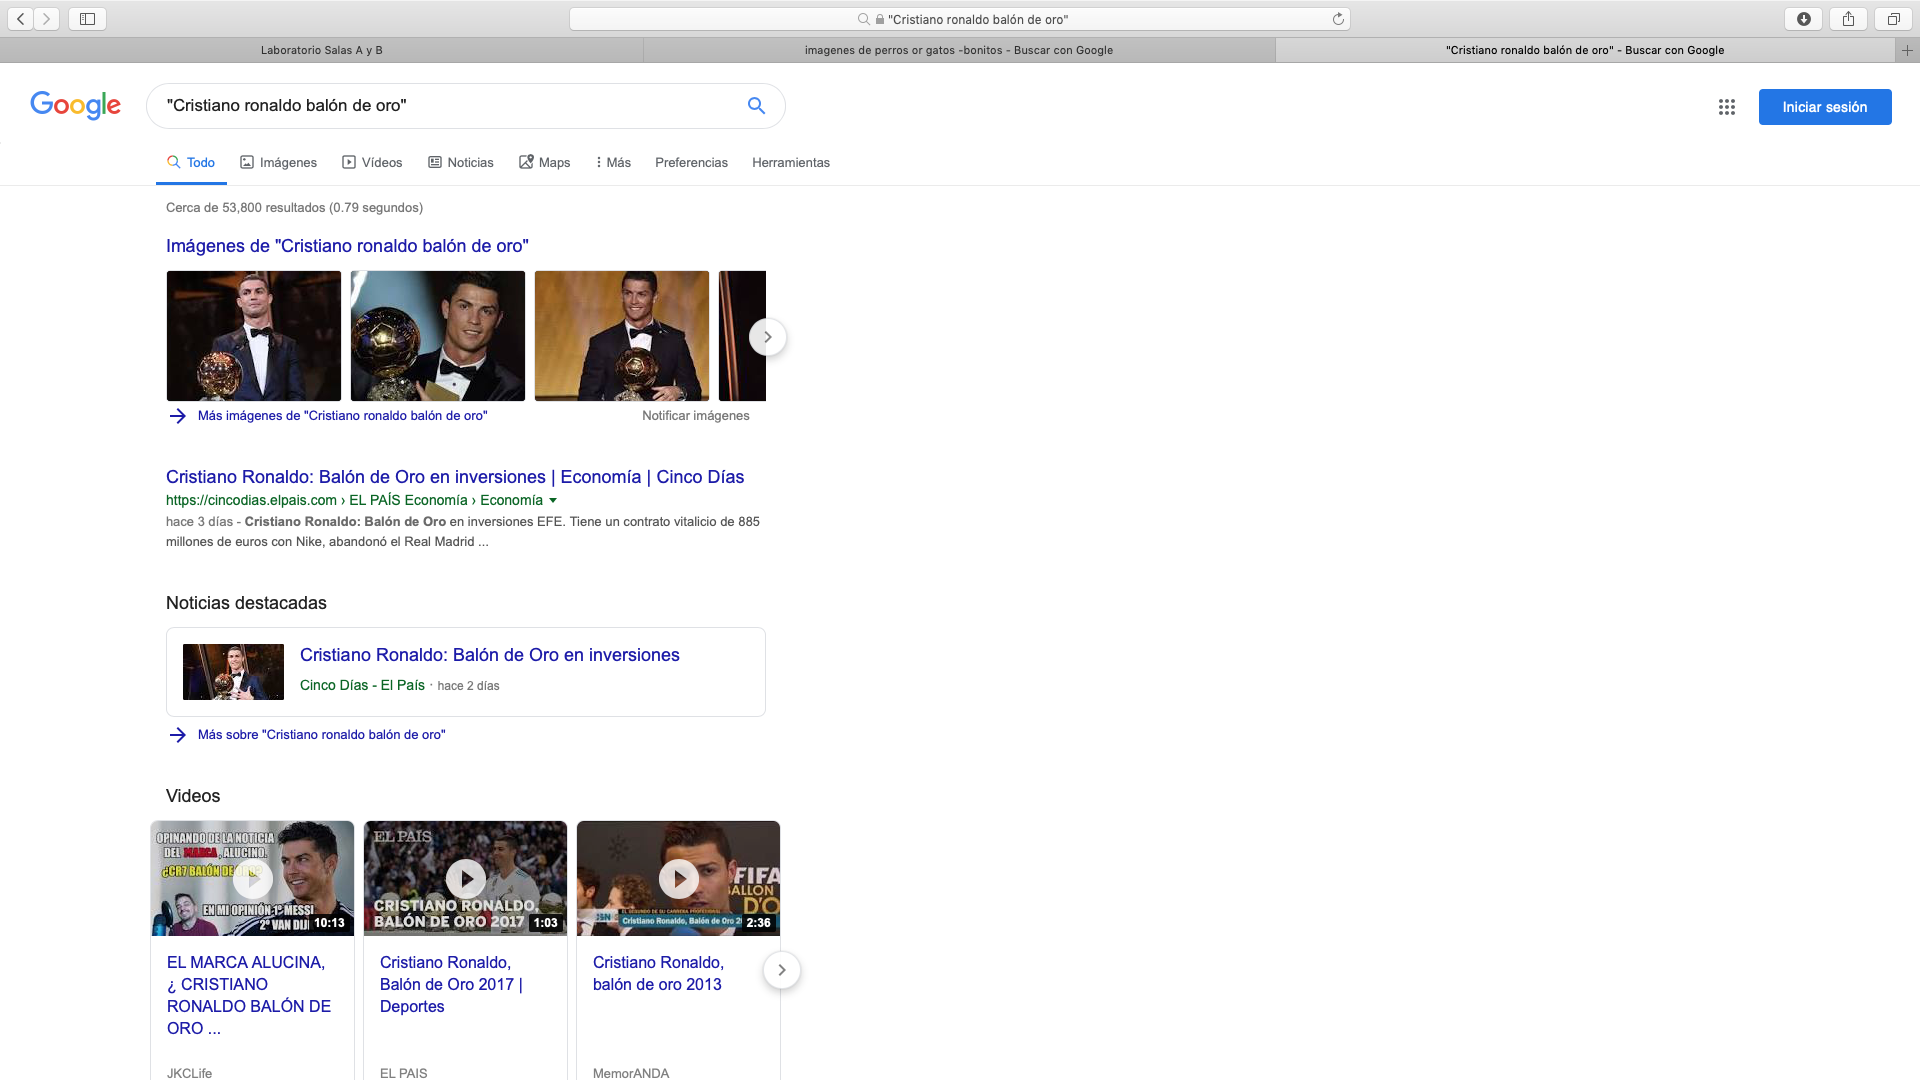 "Cristiano ronaldo balón de oro"
Laboratorio Salas A y B
imagenes de perros or gatos -bonitos - Buscar con Google
"Cristiano ronaldo balón de oro" - Buscar con Google
Google
"Cristiano ronaldo balón de oro"
Iniciar sesión
Todo
Imágenes
Vídeos
Noticias
Maps
Más
Preferencias
Herramientas
Cerca de 53,800 resultados (0.79 segundos)
Imágenes de "Cristiano ronaldo balón de oro"
Más imágenes de "Cristiano ronaldo balón de oro"
Notificar imágenes
Cristiano Ronaldo: Balón de Oro en inversiones | Economía | Cinco Días
https://cincodias.elpais.com › EL PAÍS Economía › Economía
hace 3 días - Cristiano Ronaldo: Balón de Oro en inversiones EFE. Tiene un contrato vitalicio de 885
millones de euros con Nike, abandonó el Real Madrid ...
Noticias destacadas
Cristiano Ronaldo: Balón de Oro en inversiones
Cinco Días - El País · hace 2 días
Más sobre "Cristiano ronaldo balón de oro"
Videos
OPINANDO DE LA NOTICIA
DEL MARCA, ALUCINO.
¿CR7 BALÓN DE ORO?
EN MI OPINIÓN 1º MESSI
2º VAN DIJ
10:13
EL PAÍS
CRISTIANO RONALDO,
BALÓN DE ORO 2017
1:03
FIFA
BALLON
D'O
EL SEGUNDO DE SU CARRERA PROFESIONAL
Cristiano Ronaldo, Balón de Oro 2
2:36
EL MARCA ALUCINA,
¿ CRISTIANO
RONALDO BALÓN DE
ORO ...
JKCLife
Cristiano Ronaldo,
Balón de Oro 2017 |
Deportes
EL PAIS
Cristiano Ronaldo,
balón de oro 2013
MemorANDA